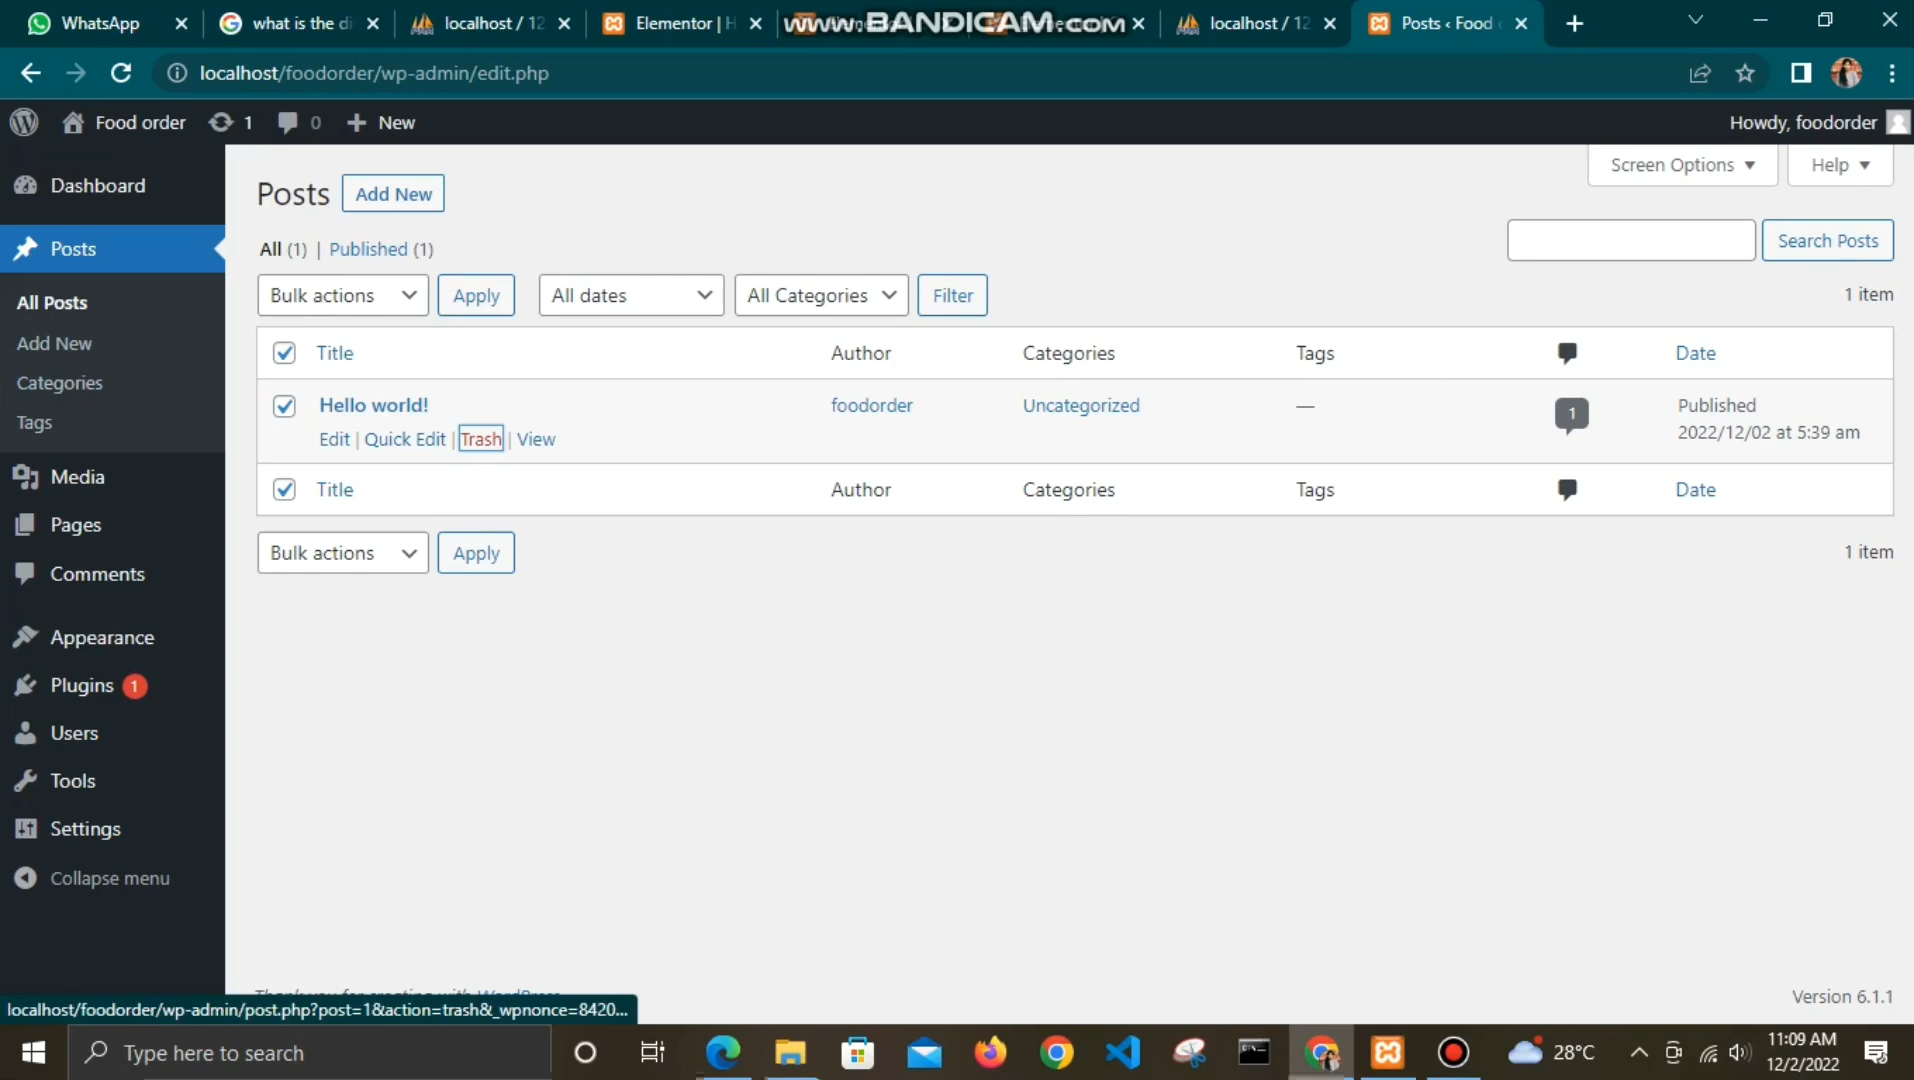 WhatsApp
what is the di
localhost / 12
Elementor | H
www.BANDICAM.com
localhost / 12
Posts ‹ Food
localhost/foodorder/wp-admin/edit.php
Food order
1
0
New
Howdy, foodorder
Dashboard
Posts
All Posts
Add New
Categories
Tags
Media
Pages
Comments
Appearance
Plugins 1
Users
Tools
Settings
Collapse menu
Screen Options
Help
Posts
Add New
All (1) | Published (1)
Search Posts
Bulk actions
Apply
All dates
All Categories
Filter
1 item
Title
Author
Categories
Tags
Date
Hello world!
Edit | Quick Edit | Trash | View
foodorder
Uncategorized
—
1
Published
2022/12/02 at 5:39 am
Title
Author
Categories
Tags
Date
Bulk actions
Apply
1 item
Version 6.1.1
localhost/foodorder/wp-admin/post.php?post=1&action=trash&_wpnonce=8420...
Type here to search
28°C
11:09 AM
12/2/2022